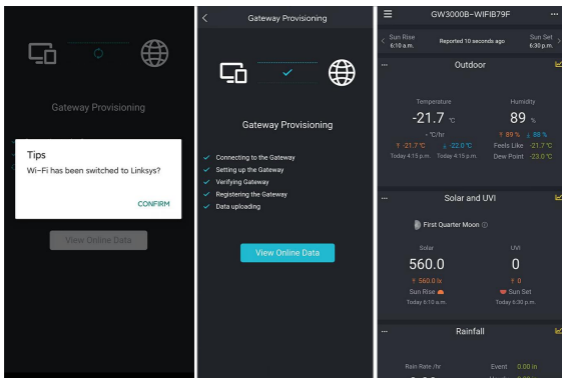 Gateway Provisioning
Tips
Wi-Fi has been switched to Linksys?
CONFIRM
View Online Data
Gateway Provisioning
Gateway Provisioning
Connecting to the Gateway
Setting up the Gateway
Verifying Gateway
Registering the Gateway
Data uploading
View Online Data
GW3000B-WIFIB79F
Sun Rise
6:10 a.m.
Reported 10 seconds ago
Sun Set
6:30 p.m.
Outdoor
Temperature
-21.7 °C
- °C/hr
↑ -21.7 °C ↓ -22.0 °C
Today 4:15 p.m. Today 4:15 p.m.
Humidity
89 %
↑ 89 % ↓ 88 %
Feels Like -21.7 °C
Dew Point -23.0 °C
Solar and UVI
First Quarter Moon
Solar
560.0
↑ 560.0 lx
Sun Rise
Today 6:10 a.m.
UVI
0
↑ 0
Sun Set
Today 6:30 p.m.
Rainfall
Rain Rate /hr
Event 0.00 in